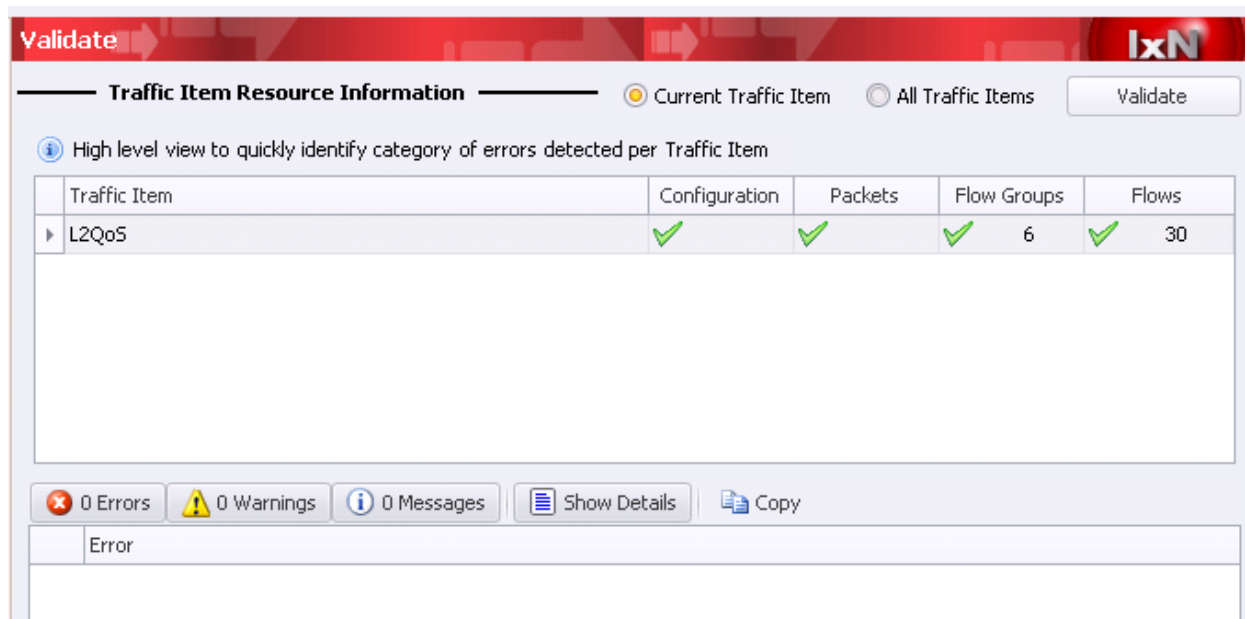 Validate
IxN
Traffic Item Resource Information Current Traffic Item All Traffic Items Validate
High level view to quickly identify category of errors detected per Traffic Item
Traffic Item Configuration Packets Flow Groups Flows
L2QoS 6 30
0 Errors 0 Warnings 0 Messages Show Details Copy
Error